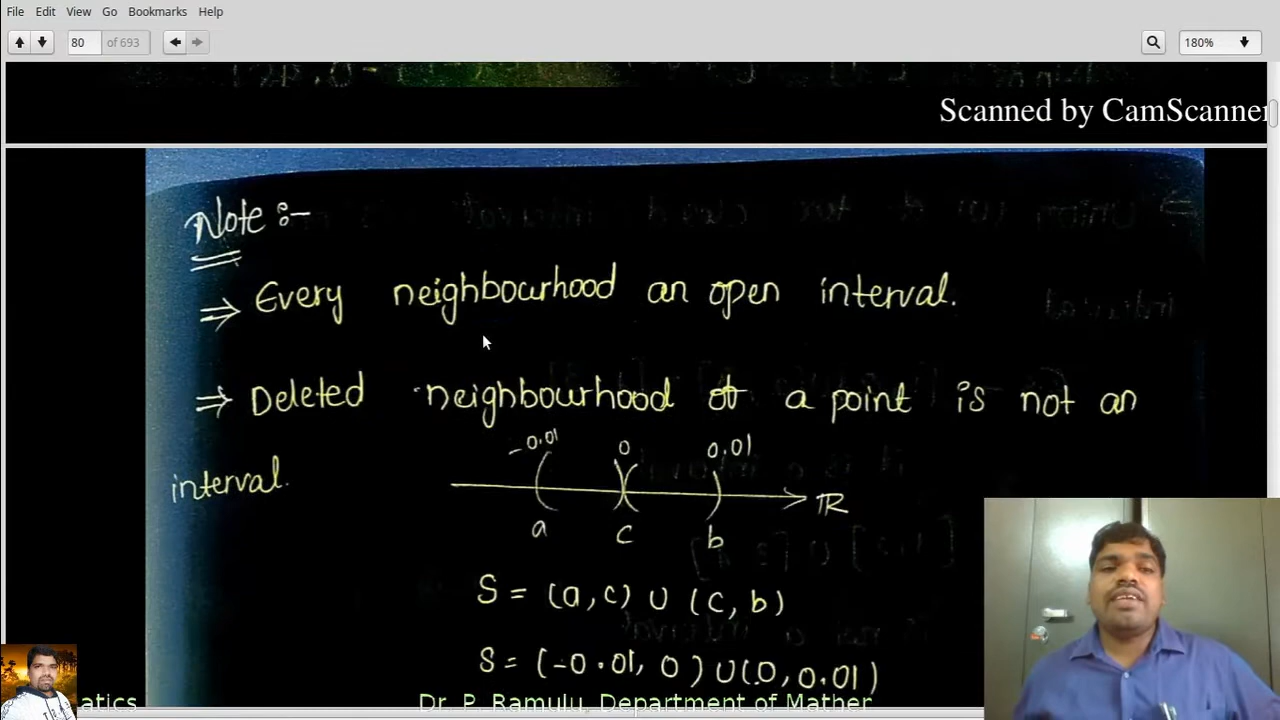 File Edit View Go Bookmarks Help
80 of 693 180%
Scanned by CamScanner
Note :-
⇒ Every neighbourhood an open interval.
⇒ Deleted neighbourhood of a point is not an
interval.
-0.01 0 0.01
ℝ
a c b
S = (a, c) ∪ (c, b)
S = (-0.01, 0) ∪ (0, 0.01)
atics Dr. P. Ramulu, Department of Mather